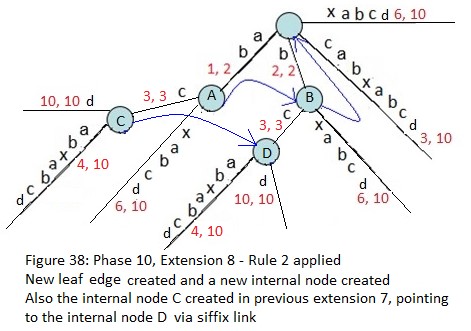 x a b c d 6, 10
a
b
1, 2
b
2, 2
c a b x a b c d
3, 10
A
B
3, 3 c
10, 10 d
C
a b x a b c d
4, 10
x a b c d
6, 10
c
3, 3
D
x a b c d
6, 10
d
10, 10
a b x a b c d
4, 10
Figure 38: Phase 10, Extension 8 - Rule 2 applied
New leaf edge created and a new internal node created
Also the internal node C created in previous extension 7, pointing
to the internal node D via siffix link